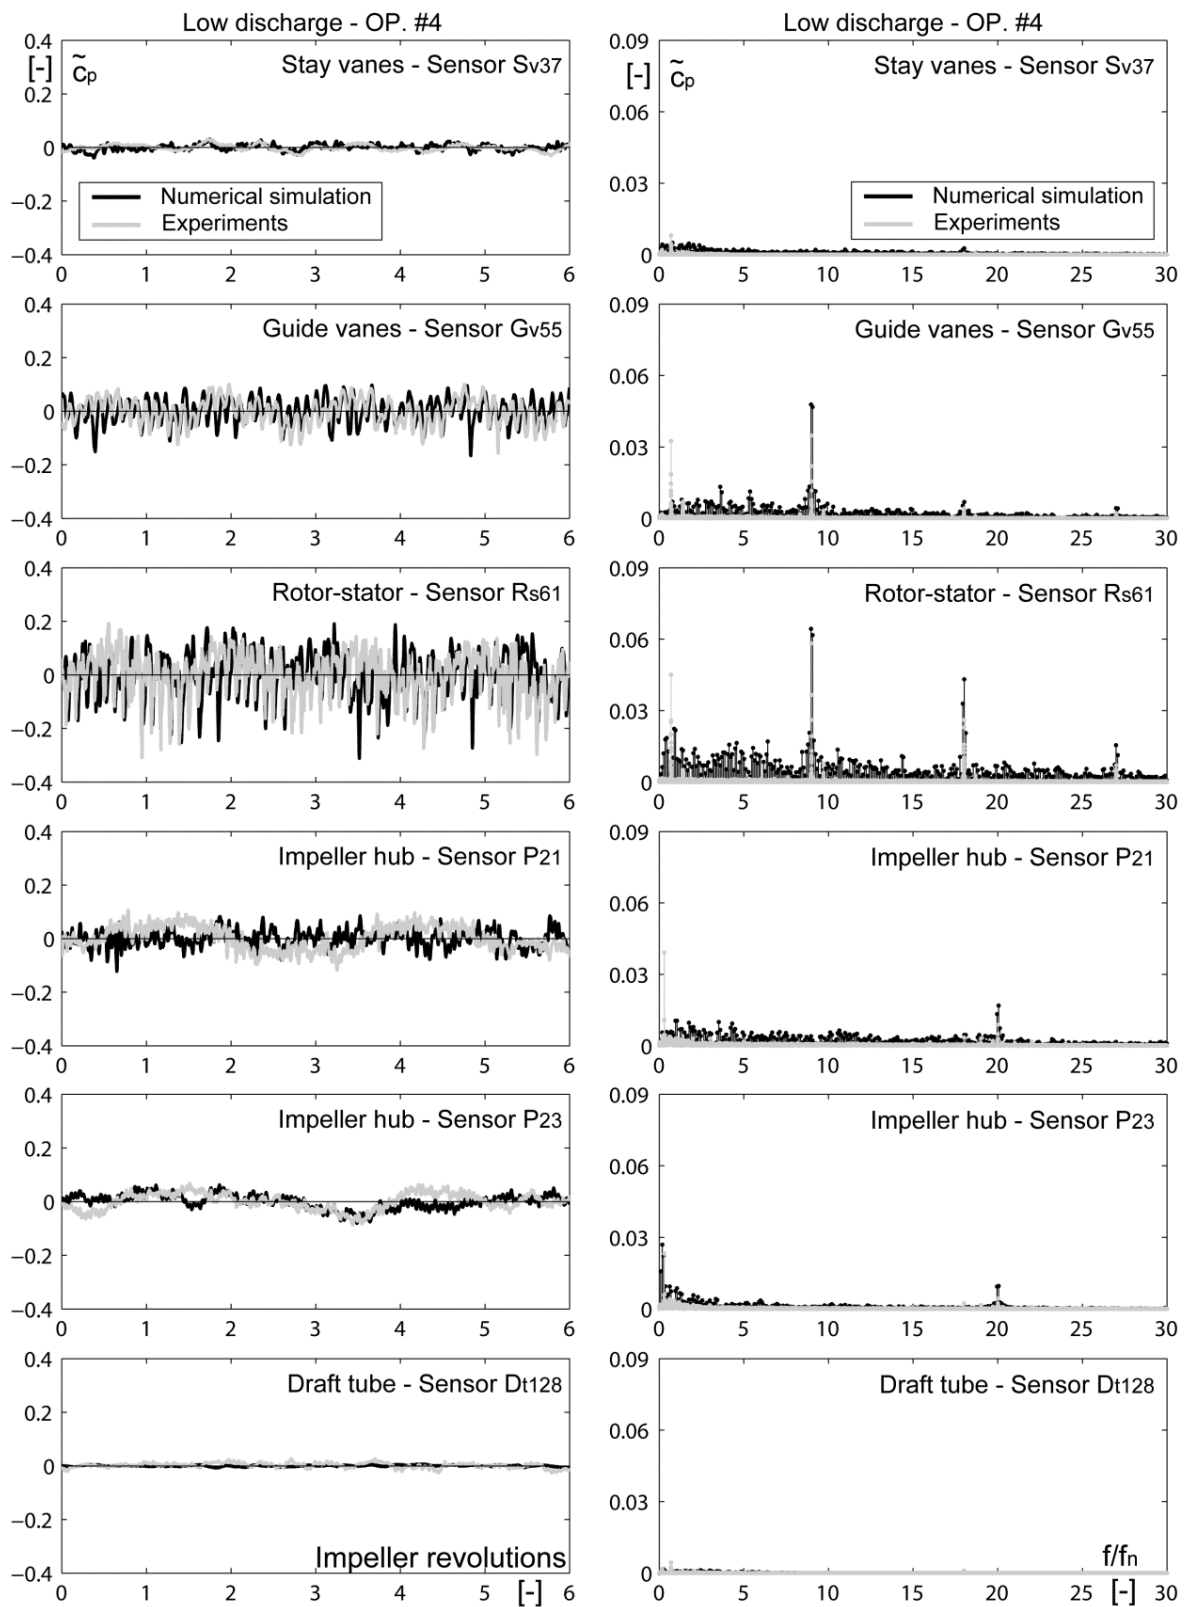 Low discharge - OP. #4
0.4
[-] c̃p
Stay vanes - Sensor Sv37
0.2
0
Numerical simulation
−0.2
Experiments
−0.4
0 1 2 3 4 5 6
0.4
Guide vanes - Sensor Gv55
0.2
0
−0.2
−0.4
0 1 2 3 4 5 6
0.4
Rotor-stator - Sensor Rs61
0.2
0
−0.2
−0.4
0 1 2 3 4 5 6
0.4
Impeller hub - Sensor P21
0.2
0
−0.2
−0.4
0 1 2 3 4 5 6
0.4
Impeller hub - Sensor P23
0.2
0
−0.2
−0.4
0 1 2 3 4 5 6
0.4
Draft tube - Sensor Dt128
0.2
0
−0.2
Impeller revolutions
−0.4
0 1 2 3 4 5 [-] 6
Low discharge - OP. #4
0.09
[-] c̃p
Stay vanes - Sensor Sv37
0.06
0.03
Numerical simulation
Experiments
0
0 5 10 15 20 25 30
0.09
Guide vanes - Sensor Gv55
0.06
0.03
0
0 5 10 15 20 25 30
0.09
Rotor-stator - Sensor Rs61
0.06
0.03
0
0 5 10 15 20 25 30
0.09
Impeller hub - Sensor P21
0.06
0.03
0
0 5 10 15 20 25 30
0.09
Impeller hub - Sensor P23
0.06
0.03
0
0 5 10 15 20 25 30
0.09
Draft tube - Sensor Dt128
0.06
0.03
f/fn
0
0 5 10 15 20 25 [-] 30